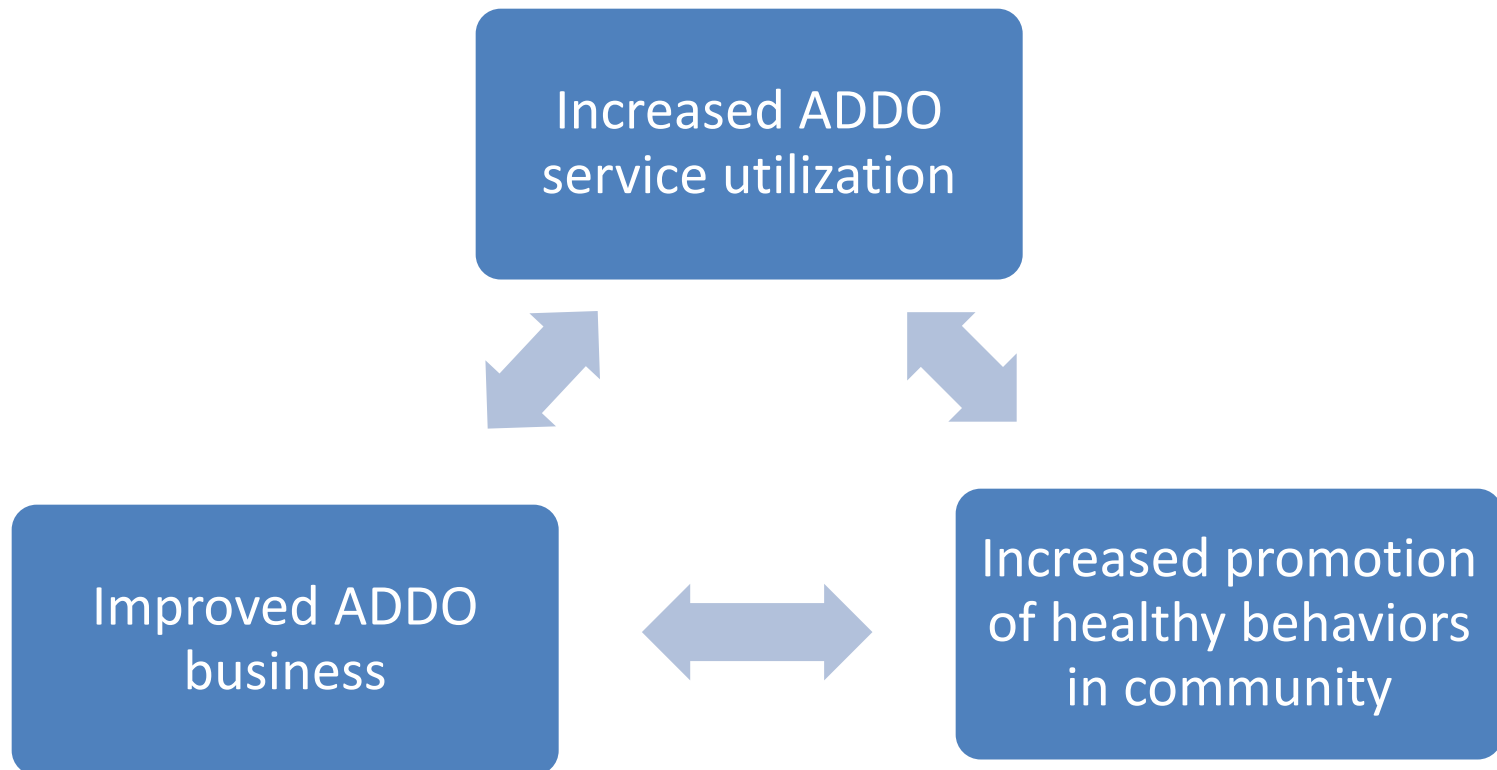 Increased ADDO
service utilization
Improved ADDO
business
Increased promotion
of healthy behaviors
in community